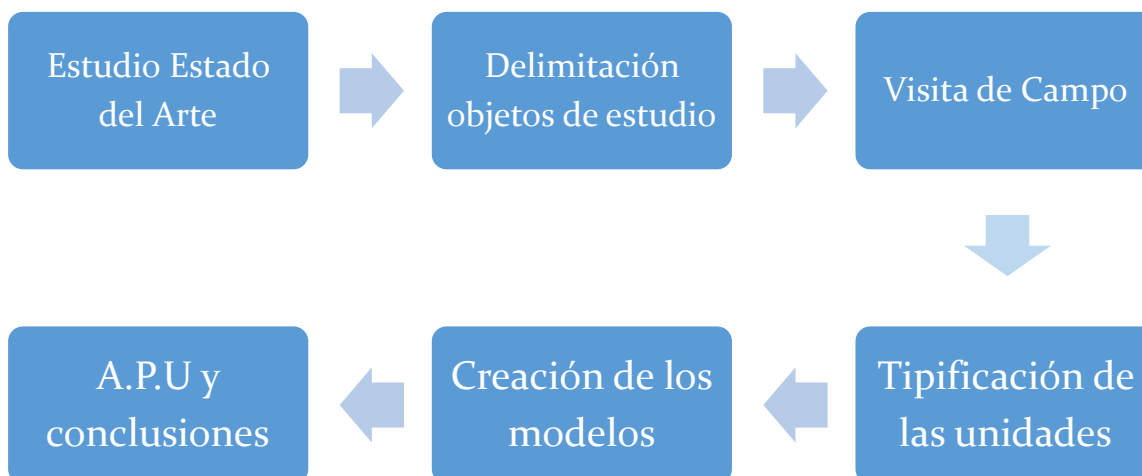 Estudio Estado
del Arte
Delimitación
objetos de estudio
Visita de Campo
Tipificación de
las unidades
Creación de los
modelos
A.P.U y
conclusiones